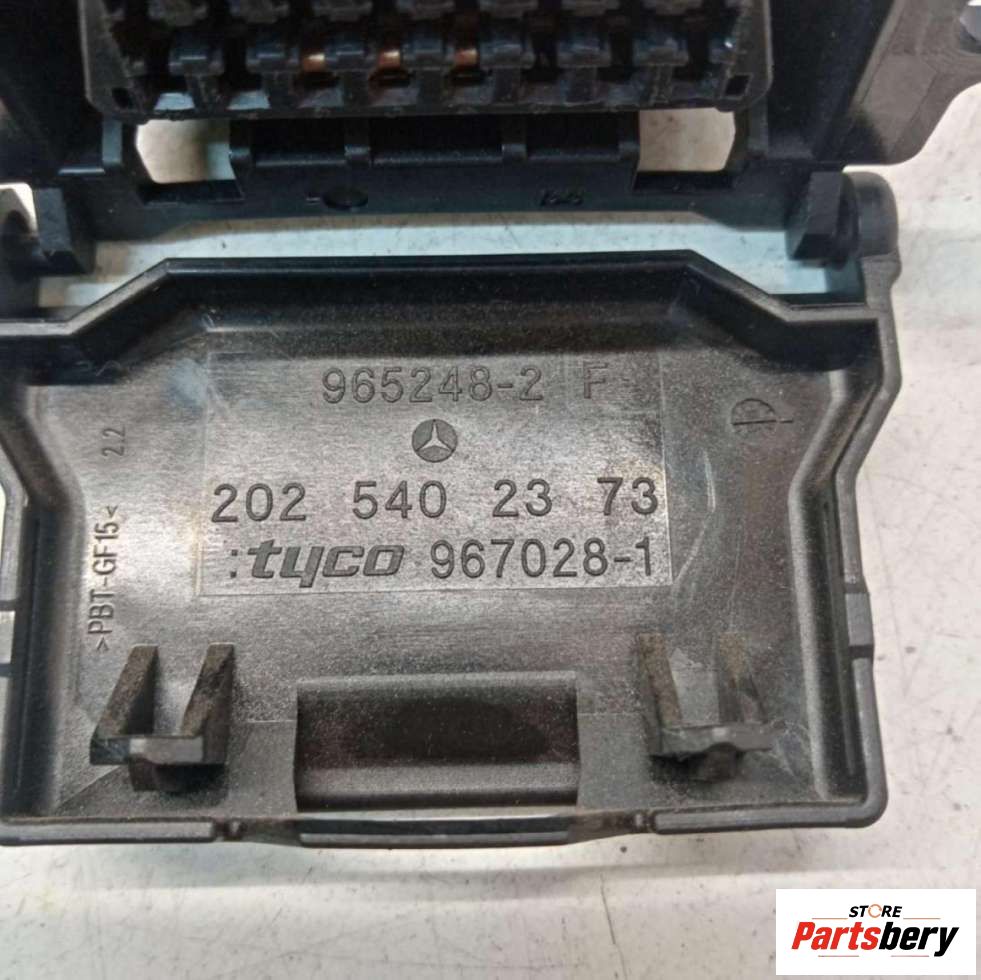 965248-2 F
202 540 23 73
:tyco 967028-1
>PBT-GF15< 22
STORE
Partsbery